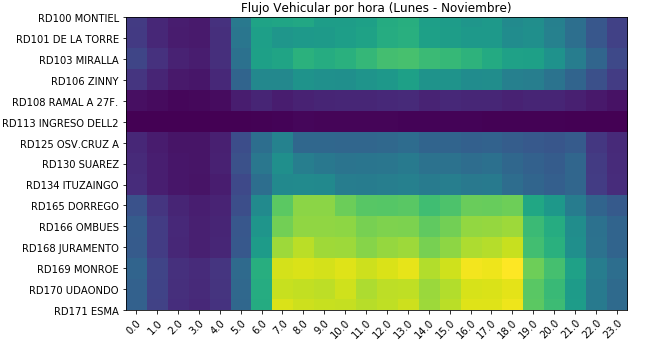 Flujo Vehicular por hora (Lunes - Noviembre)
RD100 MONTIEL
RD101 DE LA TORRE
RD103 MIRALLA
RD106 ZINNY
RD108 RAMAL A 27F.
RD113 INGRESO DELL2
RD125 OSV.CRUZ A
RD130 SUAREZ
RD134 ITUZAINGO
RD165 DORREGO
RD166 OMBUES
RD168 JURAMENTO
RD169 MONROE
RD170 UDAONDO
RD171 ESMA
0.0 1.0 2.0 3.0 4.0 5.0 6.0 7.0 8.0 9.0 10.0 11.0 12.0 13.0 14.0 15.0 16.0 17.0 18.0 19.0 20.0 21.0 22.0 23.0